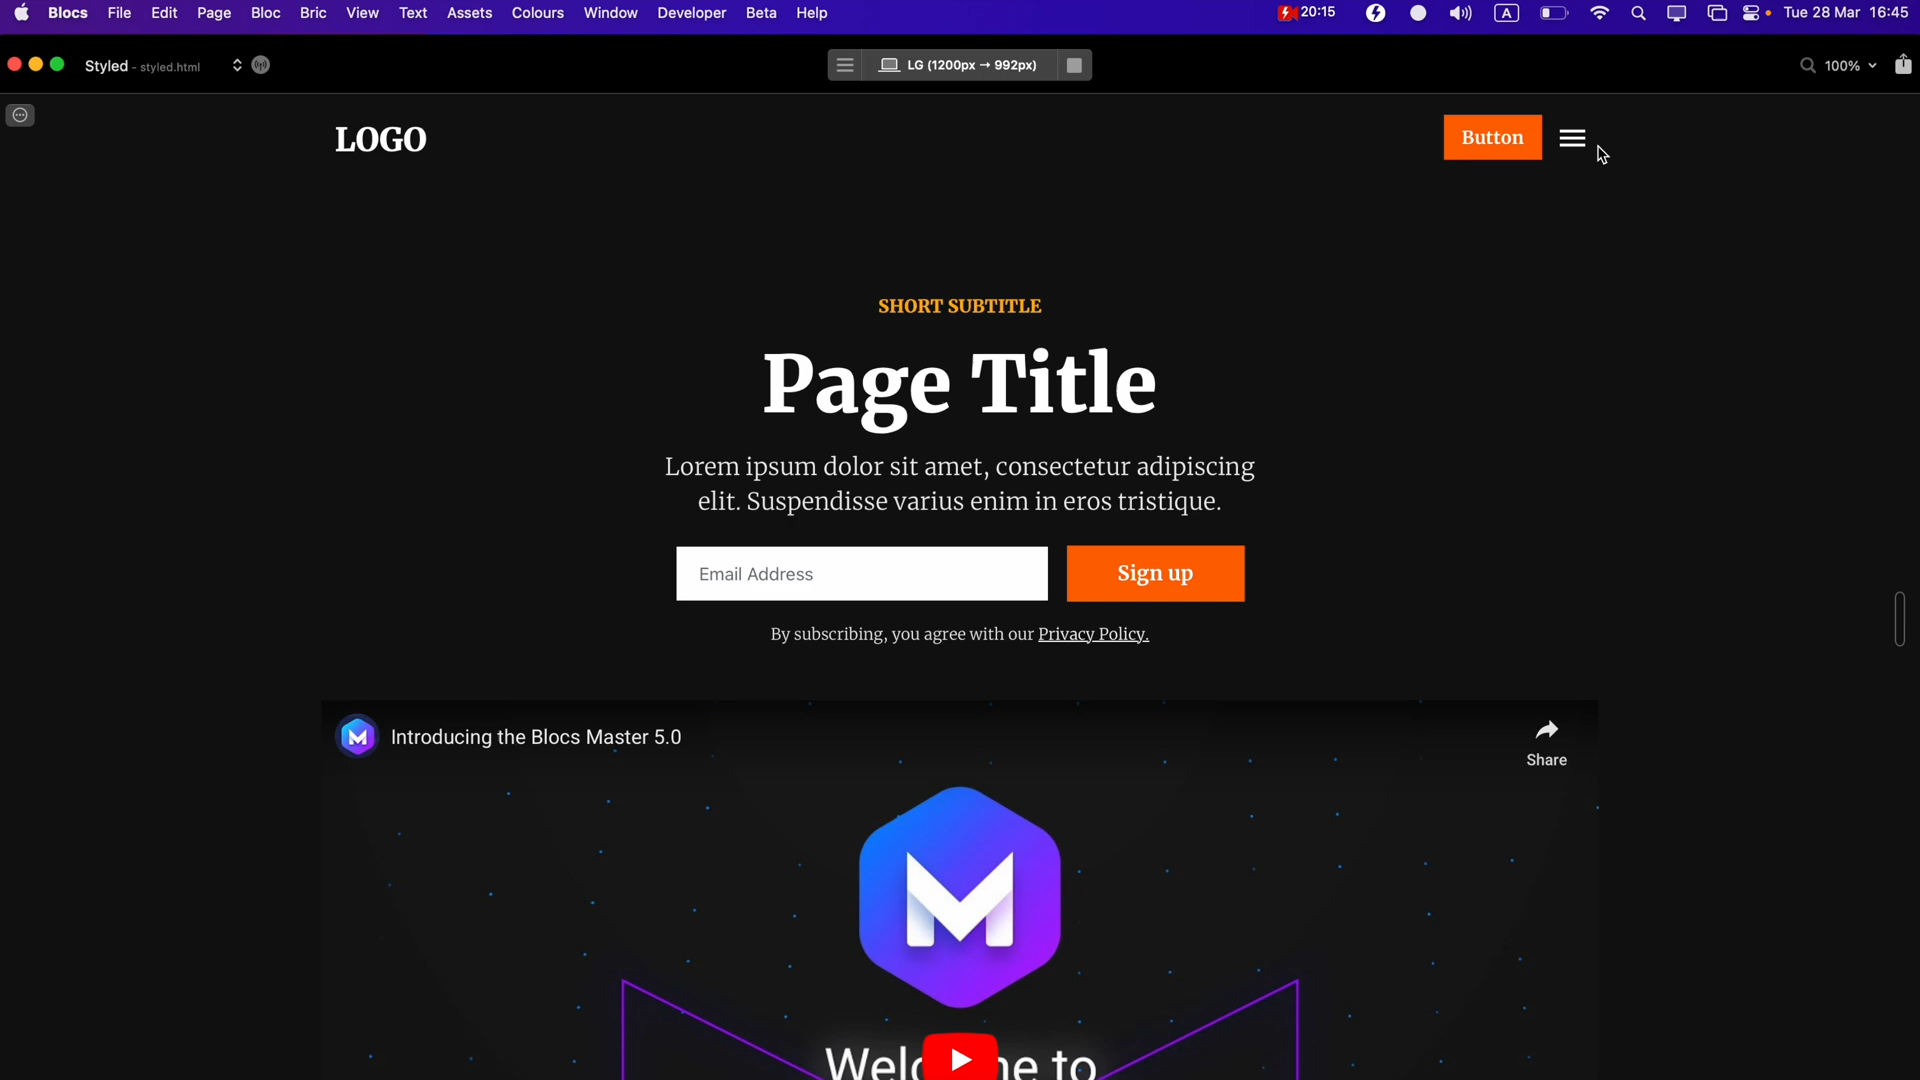 Blocs File Edit Page Bloc Bric View Text Assets Colours Window Developer Beta Help 20:15 A Tue 28 Mar 16:45
Styled - styled.html LG (1200px → 992px) 100%
LOGO Button
SHORT SUBTITLE
Page Title
Lorem ipsum dolor sit amet, consectetur adipiscing
elit. Suspendisse varius enim in eros tristique.
Email Address Sign up
By subscribing, you agree with our Privacy Policy.
M Introducing the Blocs Master 5.0 Share
M
to